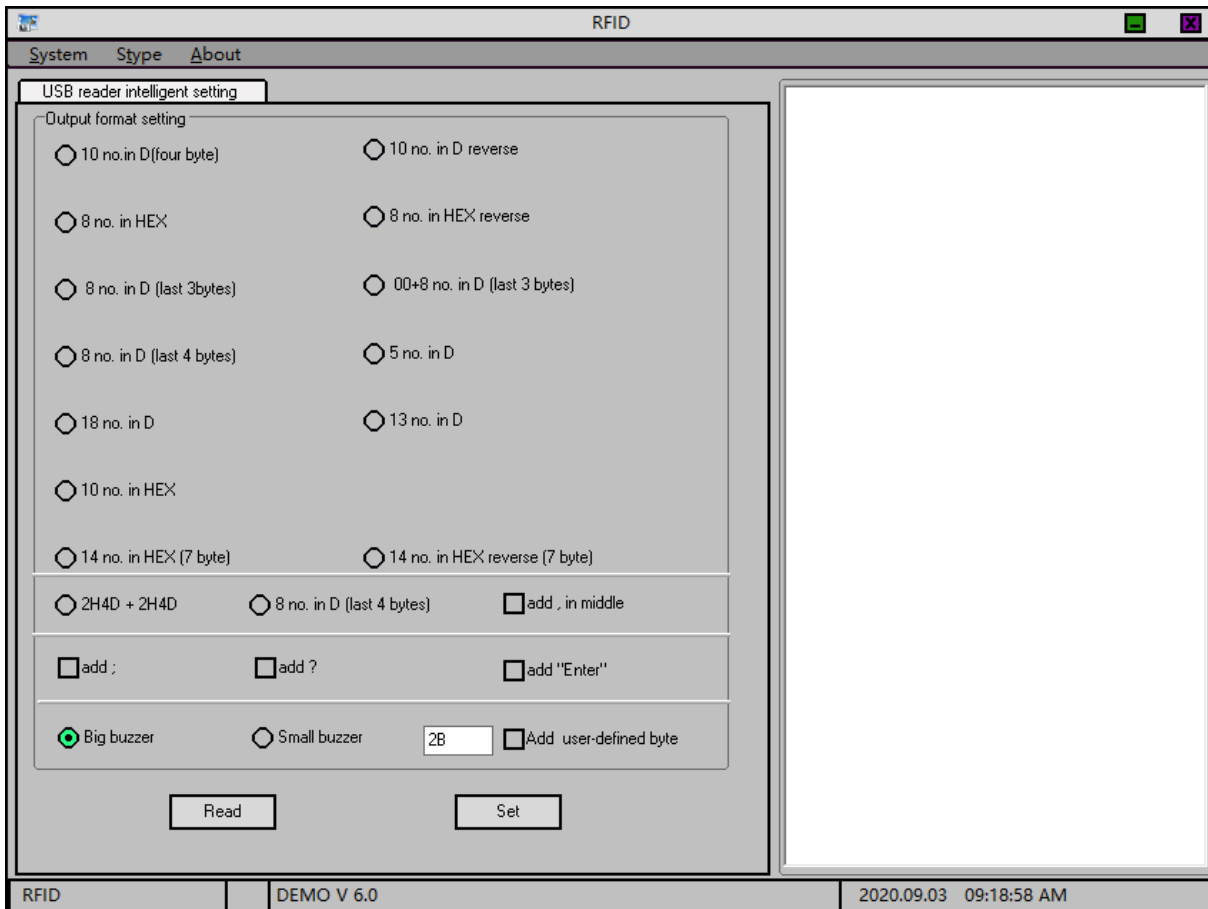 RFID
System Stype About
USB reader intelligent setting
Output format setting
10 no.in D(four byte)
10 no. in D reverse
8 no. in HEX
8 no. in HEX reverse
8 no. in D (last 3bytes)
00+8 no. in D (last 3 bytes)
8 no. in D (last 4 bytes)
5 no. in D
18 no. in D
13 no. in D
10 no. in HEX
14 no. in HEX (7 byte)
14 no. in HEX reverse (7 byte)
2H4D + 2H4D
8 no. in D (last 4 bytes)
add , in middle
add ;
add ?
add "Enter"
Big buzzer
Small buzzer
2B
Add user-defined byte
Read
Set
RFID
DEMO V 6.0
2020.09.03 09:18:58 AM